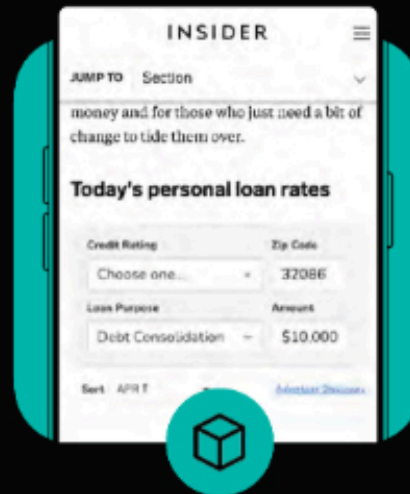 INSIDER
JUMP TO Section
money and for those who just need a bit of
change to tide them over.
Today's personal loan rates
Credit Rating Zip Code
Choose one... 32086
Loan Purpose Amount
Debt Consolidation $10,000
Sort APR